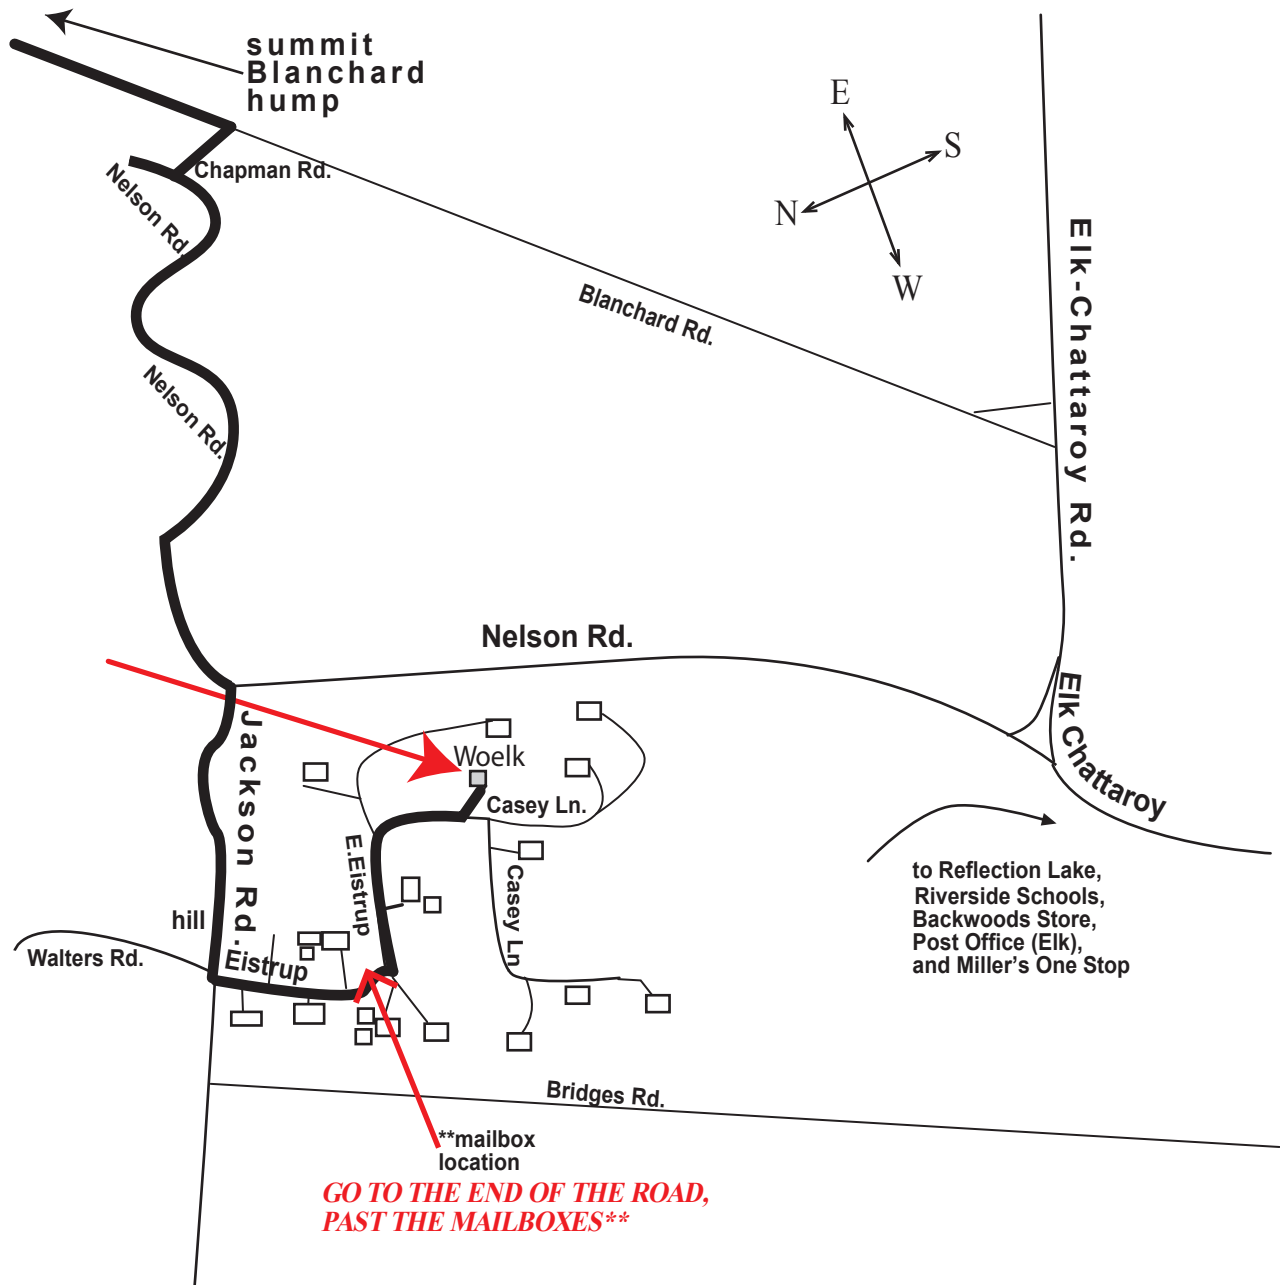 summit
Blanchard
hump
Chapman Rd.
Nelson Rd.
E
S
N
W
Blanchard Rd.
Elk-Chattaroy Rd.
Nelson Rd.
Nelson Rd.
Elk Chattaroy
Jackson Rd.
Woelk
Casey Ln.
E.Eistrup
Casey Ln
hill
Walters Rd.
Eistrup
to Reflection Lake,
Riverside Schools,
Backwoods Store,
Post Office (Elk),
and Miller's One Stop
Bridges Rd.
**mailbox
location
GO TO THE END OF THE ROAD,
PAST THE MAILBOXES**